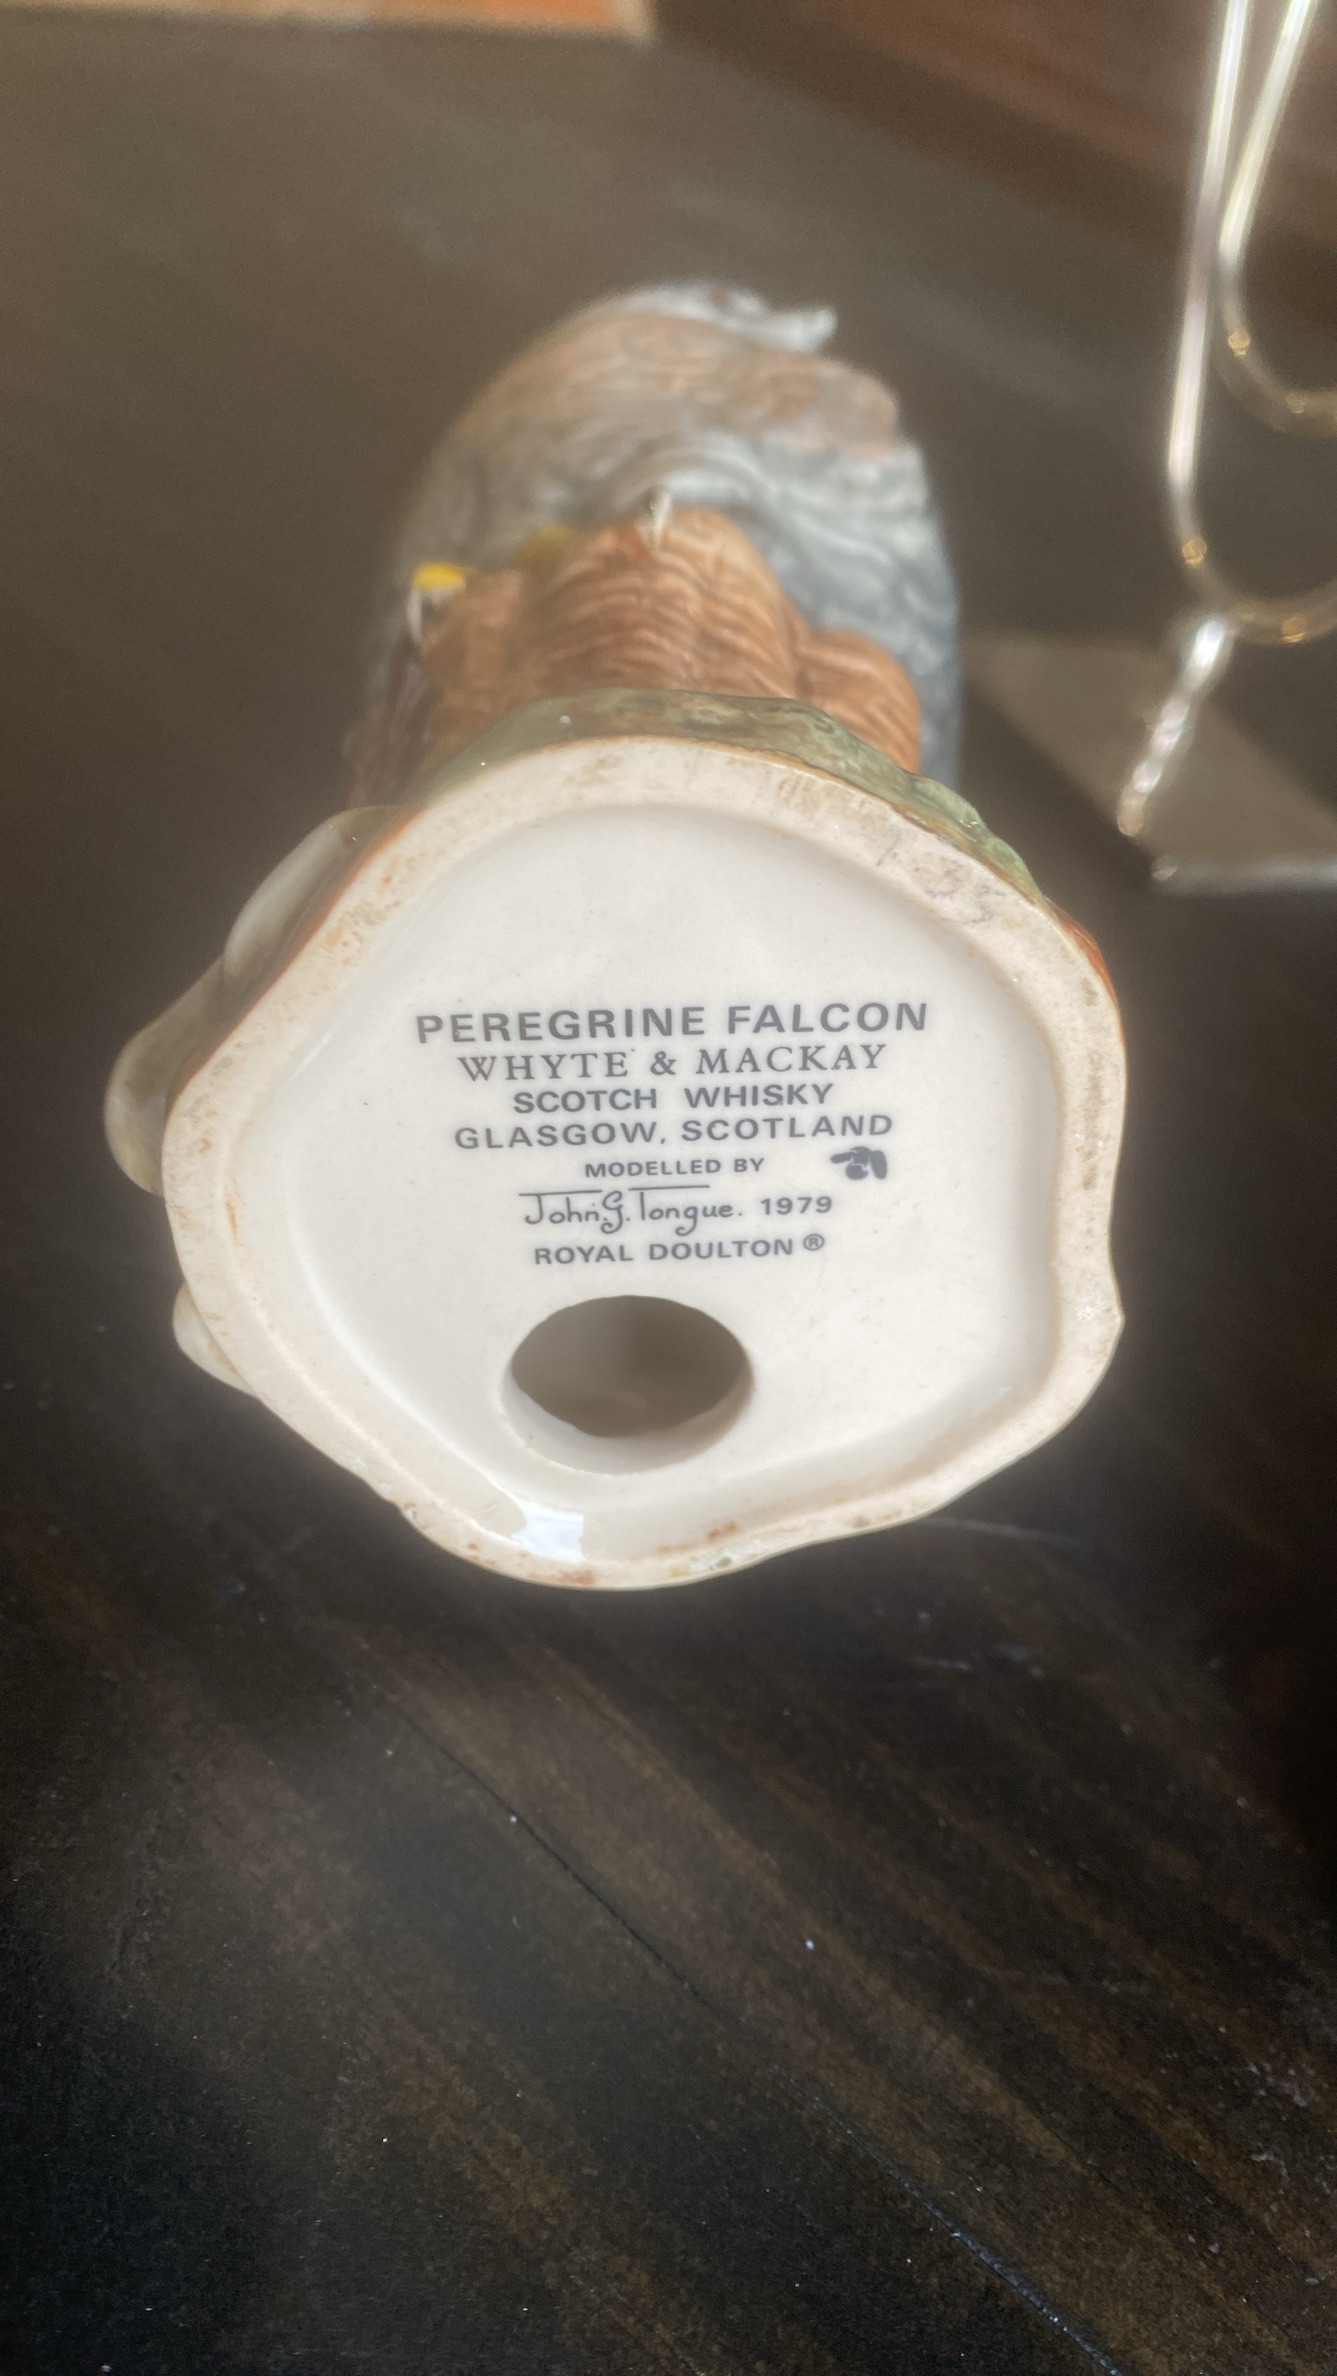 PEREGRINE FALCON
WHYTE & MACKAY
SCOTCH WHISKY
GLASGOW, SCOTLAND
MODELLED BY
John.G.Tongue. 1979
ROYAL DOULTON ®